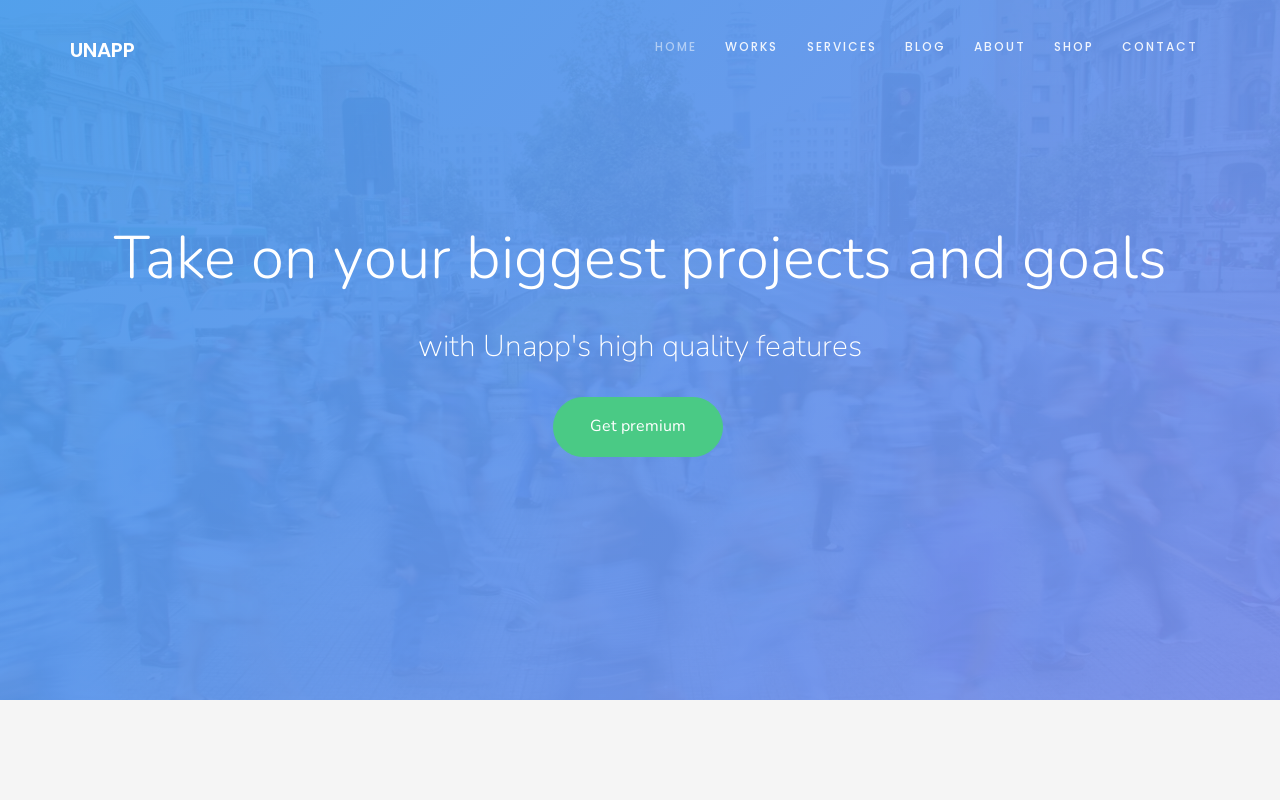 UNAPP
HOME WORKS SERVICES BLOG ABOUT SHOP CONTACT
Take on your biggest projects and goals
with Unapp's high quality features
Get premium